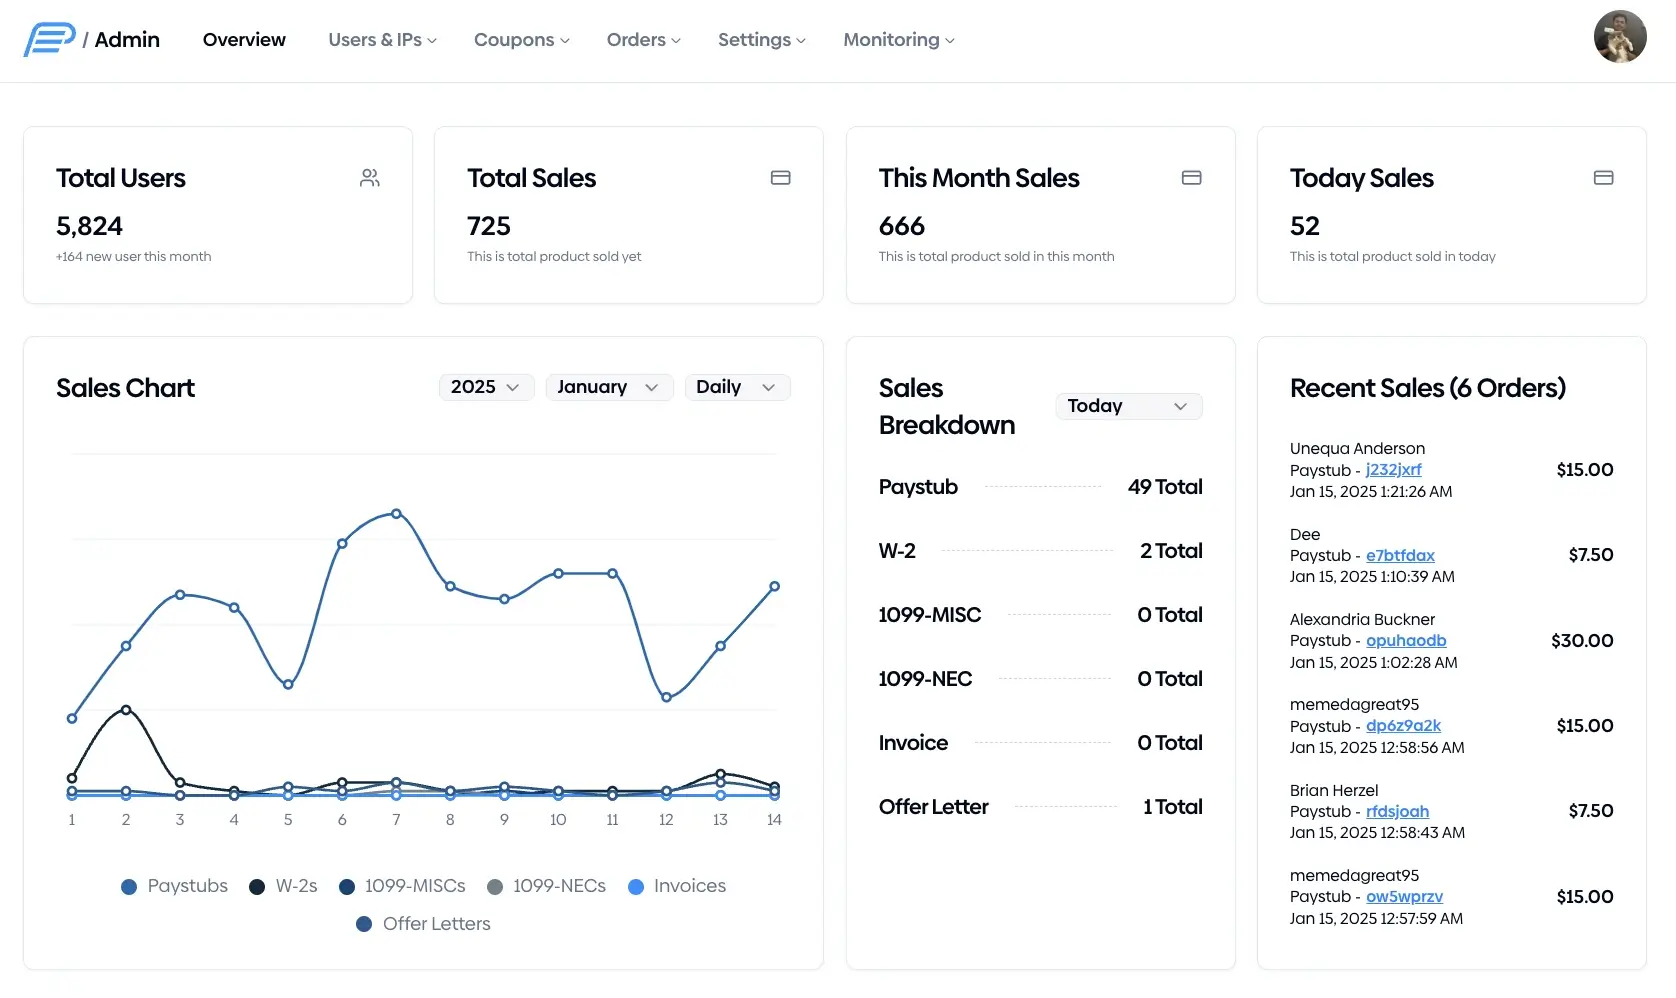 / Admin
Overview
Users & IPs
Coupons
Orders
Settings
Monitoring
Total Users
5,824
+164 new user this month
Total Sales
725
This is total product sold yet
This Month Sales
666
This is total product sold in this month
Today Sales
52
This is total product sold in today
Sales Chart
2025
January
Daily
1 2 3 4 5 6 7 8 9 10 11 12 13 14
Paystubs
W-2s
1099-MISCs
1099-NECs
Invoices
Offer Letters
Sales
Breakdown
Today
Paystub 49 Total
W-2 2 Total
1099-MISC 0 Total
1099-NEC 0 Total
Invoice 0 Total
Offer Letter 1 Total
Recent Sales (6 Orders)
Unequa Anderson
Paystub - j232jxrf
Jan 15, 2025 1:21:26 AM
$15.00
Dee
Paystub - e7btfdax
Jan 15, 2025 1:10:39 AM
$7.50
Alexandria Buckner
Paystub - opuhaodb
Jan 15, 2025 1:02:28 AM
$30.00
memedagreat95
Paystub - dp6z9a2k
Jan 15, 2025 12:58:56 AM
$15.00
Brian Herzel
Paystub - rfdsjoah
Jan 15, 2025 12:58:43 AM
$7.50
memedagreat95
Paystub - ow5wprzv
Jan 15, 2025 12:57:59 AM
$15.00